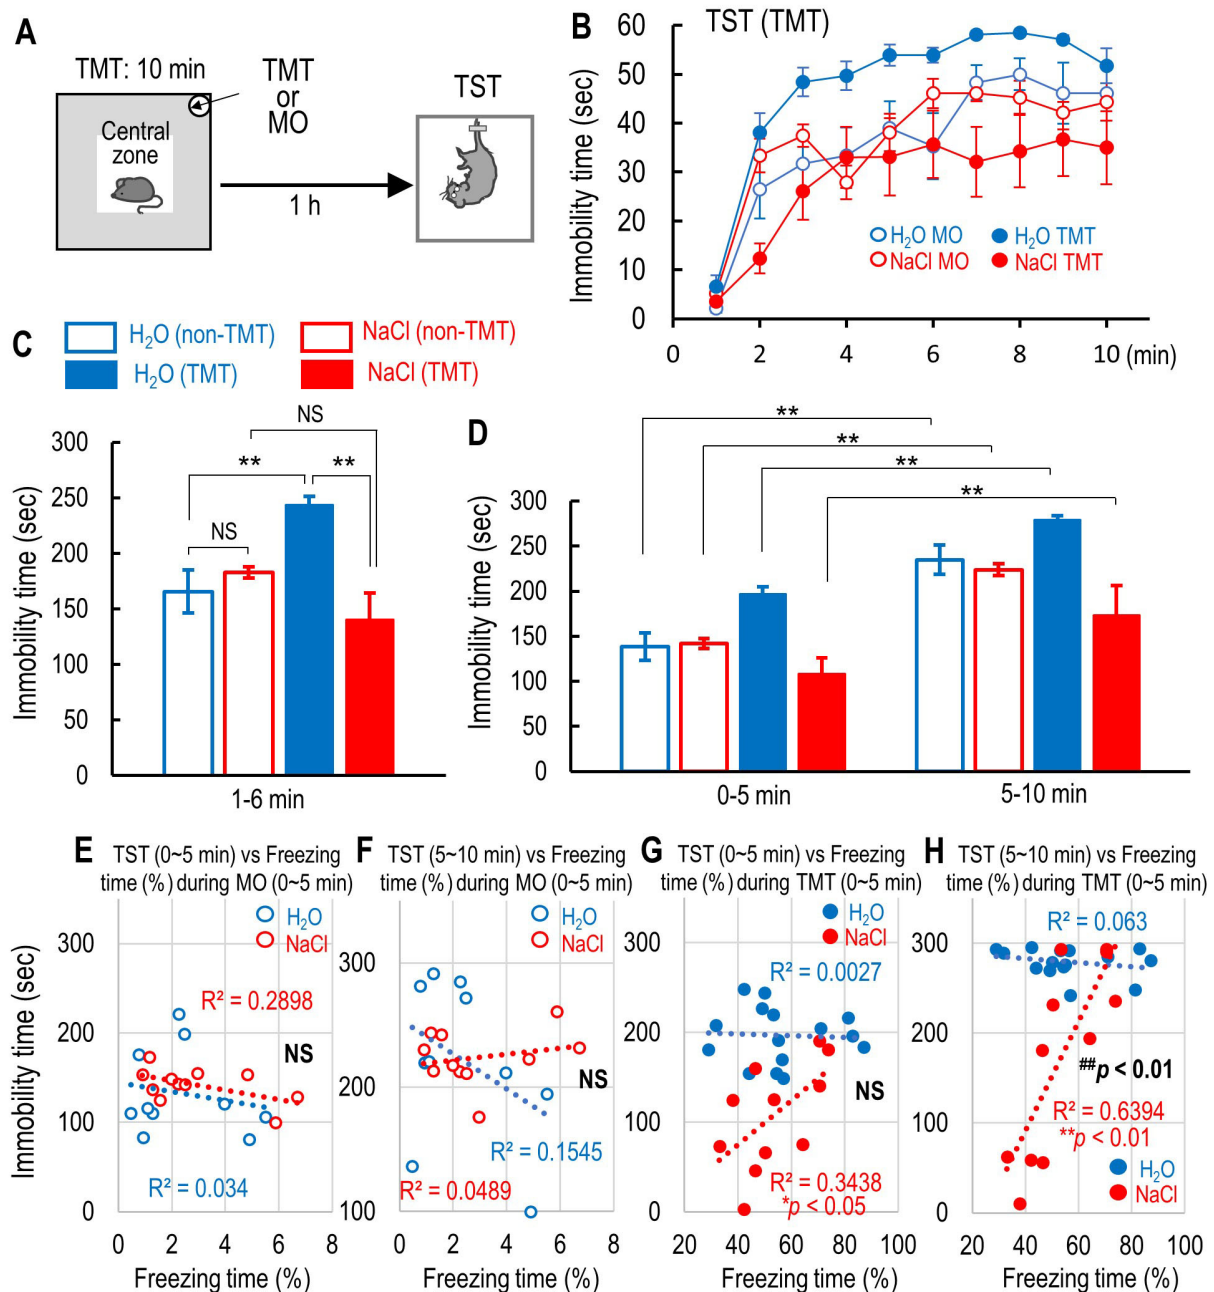 A
TMT: 10 min
TMT
or
MO
TST
Central
zone
1 h
B
TST (TMT)
Immobility time (sec)
60
50
40
30
20
10
0
H₂O MO
H₂O TMT
NaCl MO
NaCl TMT
0
2
4
6
8
10 (min)
C
H₂O (non-TMT)
NaCl (non-TMT)
H₂O (TMT)
NaCl (TMT)
Immobility time (sec)
300
250
200
150
100
50
0
NS
**
**
NS
1-6 min
D
Immobility time (sec)
300
250
200
150
100
50
0
**
**
**
**
0-5 min
5-10 min
E
TST (0~5 min) vs Freezing
time (%) during MO (0~5 min)
Immobility time (sec)
300
200
100
0
H₂O
NaCl
R² = 0.2898
NS
R² = 0.034
0
2
4
6
8
Freezing time (%)
F
TST (5~10 min) vs Freezing
time (%) during MO (0~5 min)
300
200
100
H₂O
NaCl
NS
R² = 0.1545
R² = 0.0489
0
2
4
6
8
Freezing time (%)
G
TST (0~5 min) vs Freezing
time (%) during TMT (0~5 min)
300
200
100
0
H₂O
NaCl
R² = 0.0027
NS
R² = 0.3438
*p < 0.05
20
40
60
80
100
Freezing time (%)
H
TST (5~10 min) vs Freezing
time (%) during TMT (0~5 min)
R² = 0.063
300
200
100
0
##p < 0.01
R² = 0.6394
**p < 0.01
H₂O
NaCl
20
40
60
80
100
Freezing time (%)